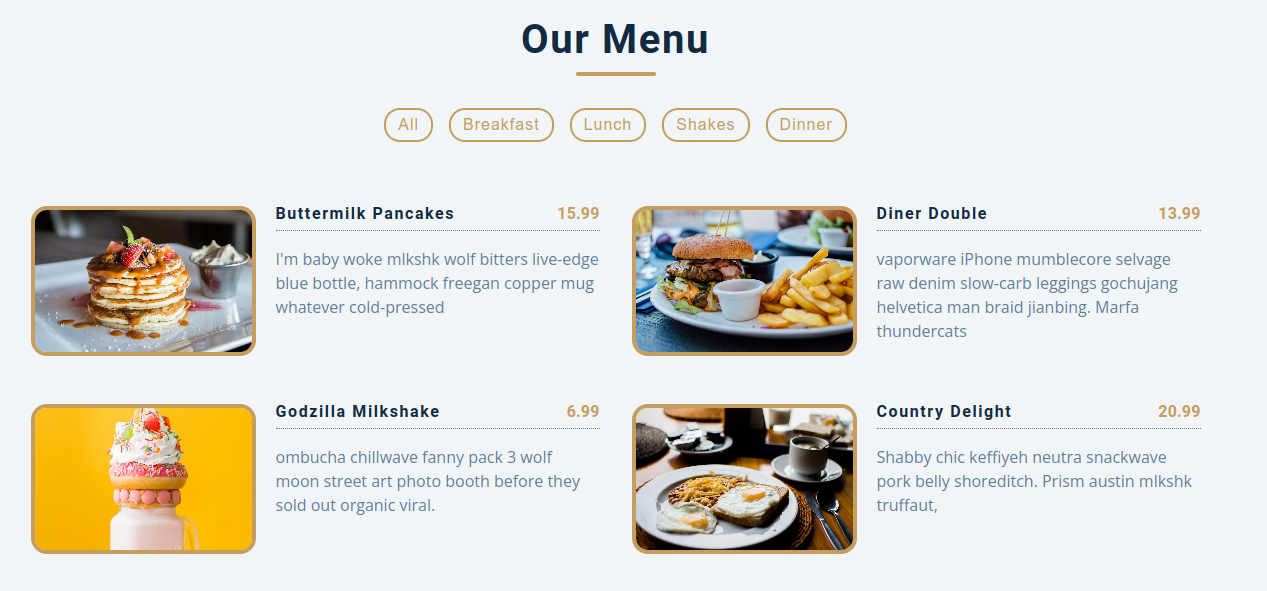 Our Menu
All Breakfast Lunch Shakes Dinner
Buttermilk Pancakes 15.99
I'm baby woke mlkshk wolf bitters live-edge
blue bottle, hammock freegan copper mug
whatever cold-pressed
Diner Double 13.99
vaporware iPhone mumblecore selvage
raw denim slow-carb leggings gochujang
helvetica man braid jianbing. Marfa
thundercats
Godzilla Milkshake 6.99
ombucha chillwave fanny pack 3 wolf
moon street art photo booth before they
sold out organic viral.
Country Delight 20.99
Shabby chic keffiyeh neutra snackwave
pork belly shoreditch. Prism austin mlkshk
truffaut,